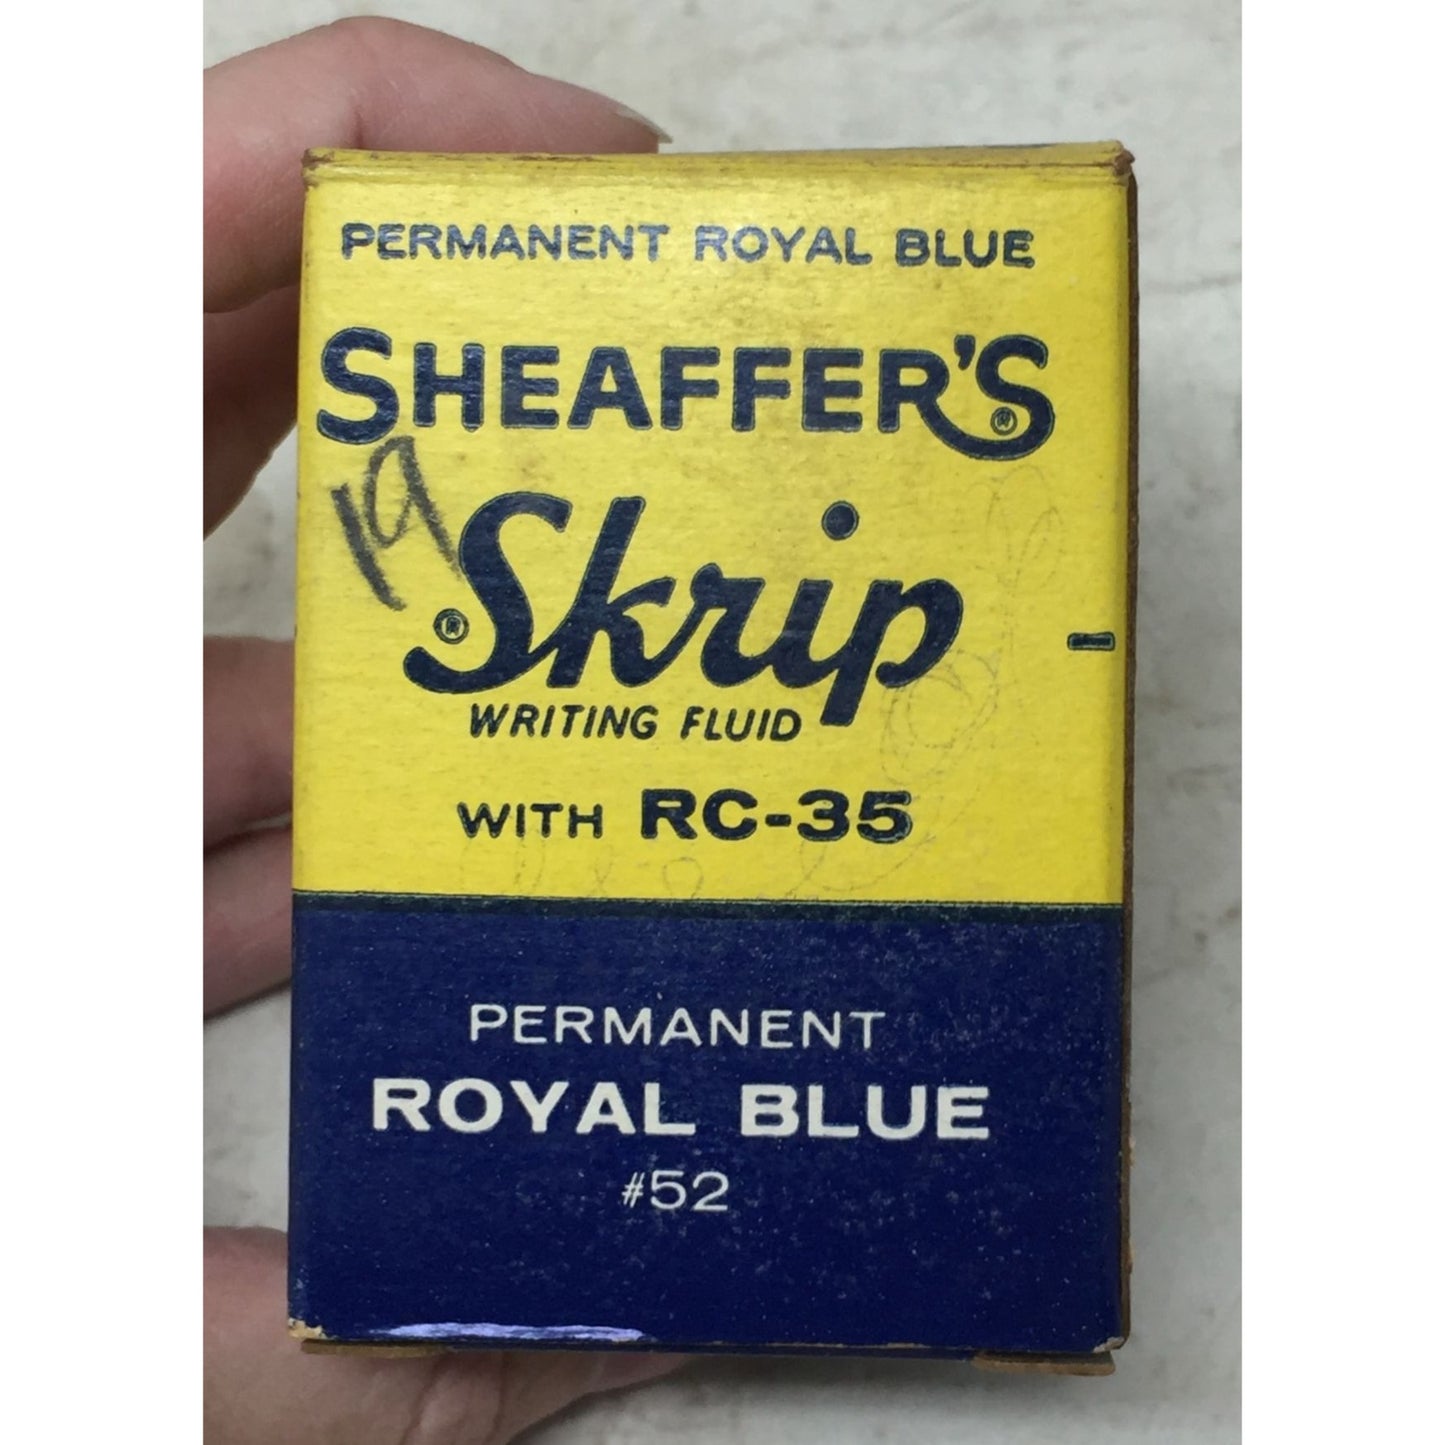 PERMANENT ROYAL BLUE
SHEAFFER'S ®
19
® Skrip
WRITING FLUID
WITH RC-35
PERMANENT
ROYAL BLUE
#52